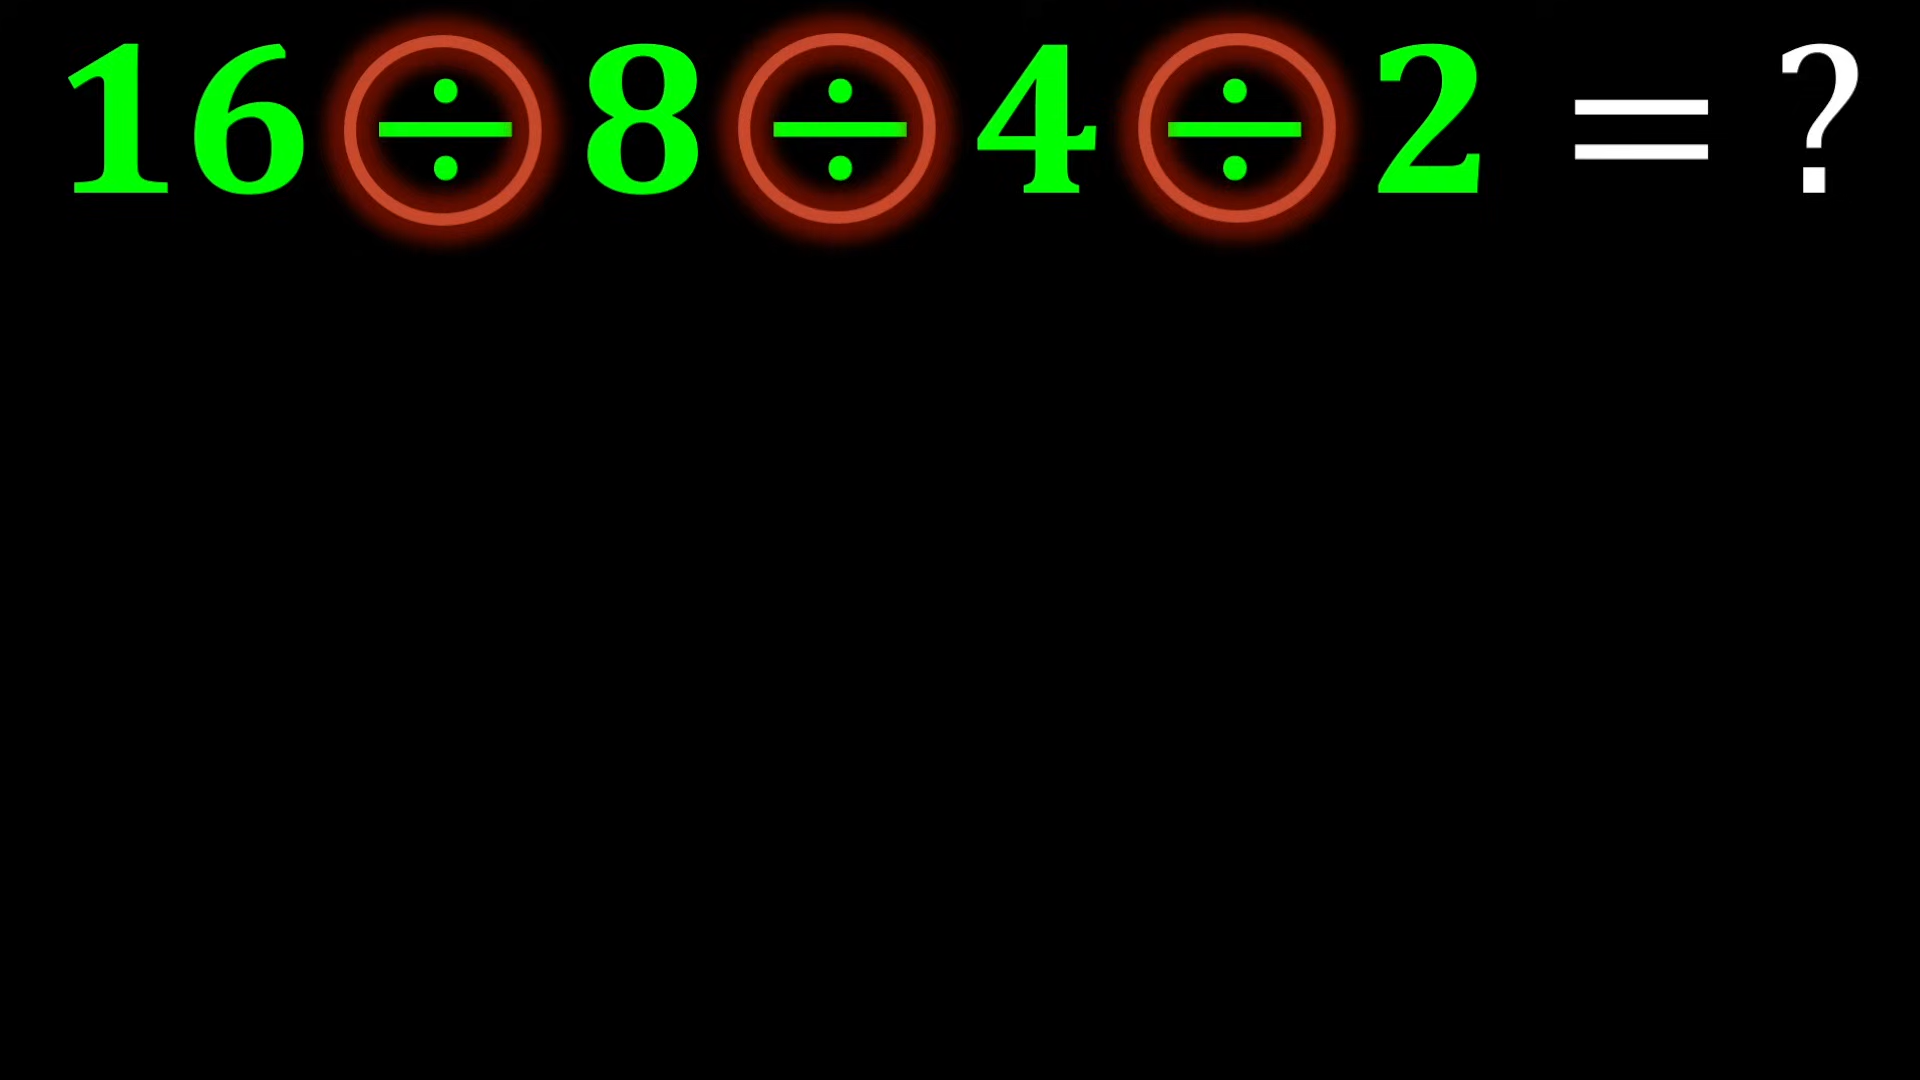 16 ÷ 8 ÷ 4 ÷ 2 = ?